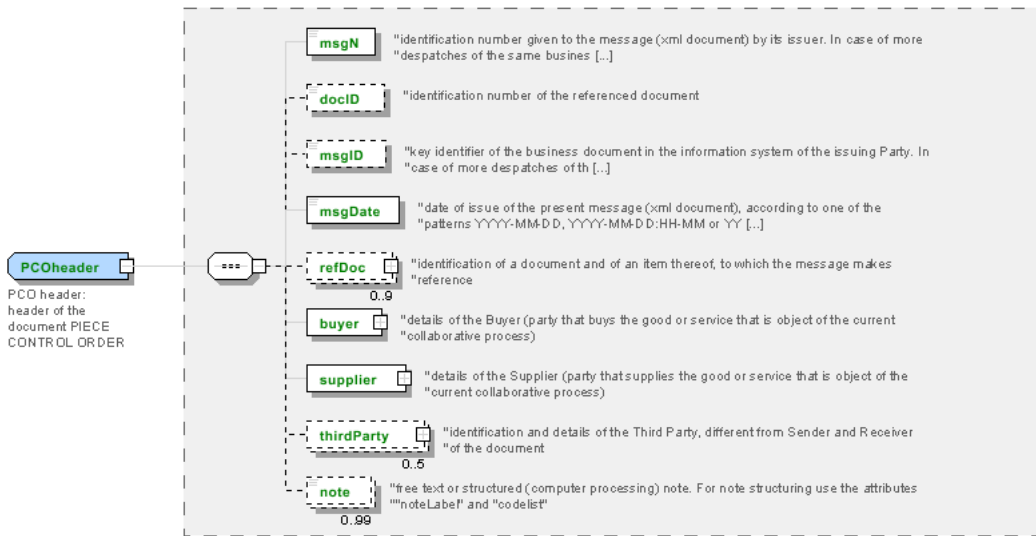 msgN
"identification number given to the message (xml document) by its issuer. In case of more
"despatches of the same busines [...]
docID
"identification number of the referenced document
msgID
"key identifier of the business document in the information system of the issuing Party. In
"case of more despatches of th [...]
msgDate
"date of issue of the present message (xml document), according to one of the
"patterns YYYY-MM-DD, YYYY-MM-DD:HH-MM or YY [...]
PCOheader
PCO header:
header of the
document PIECE
CONTROL ORDER
refDoc
"identification of a document and of an item thereof, to which the message makes
"reference
0..9
buyer
"details of the Buyer (party that buys the good or service that is object of the current
"collaborative process)
supplier
"details of the Supplier (party that supplies the good or service that is object of the
"current collaborative process)
thirdParty
"identification and details of the Third Party, different from Sender and Receiver
"of the document
0..5
note
"free text or structured (computer processing) note. For note structuring use the attributes
""noteLabel" and "codelist"
0..99